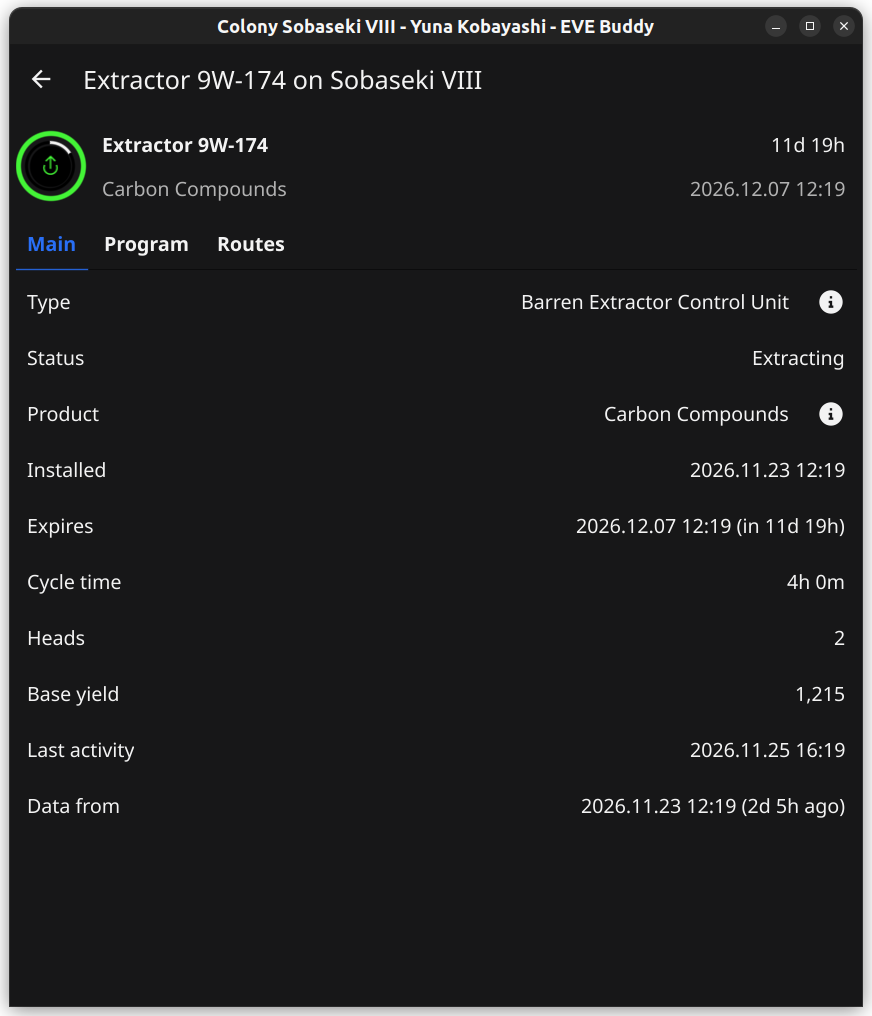 Colony Sobaseki VIII - Yuna Kobayashi - EVE Buddy
Extractor 9W-174 on Sobaseki VIII
Extractor 9W-174 11d 19h
Carbon Compounds 2026.12.07 12:19
Main Program Routes
Type Barren Extractor Control Unit
Status Extracting
Product Carbon Compounds
Installed 2026.11.23 12:19
Expires 2026.12.07 12:19 (in 11d 19h)
Cycle time 4h 0m
Heads 2
Base yield 1,215
Last activity 2026.11.25 16:19
Data from 2026.11.23 12:19 (2d 5h ago)